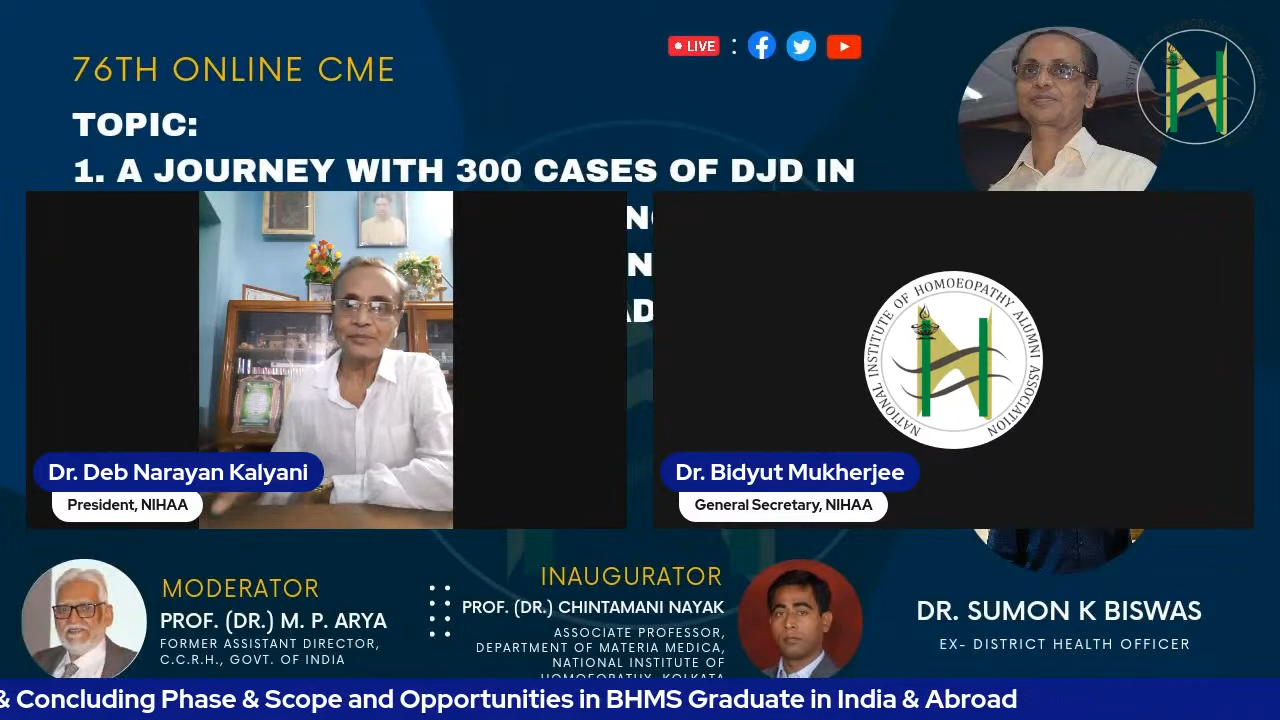 76TH ONLINE CME
LIVE :
TOPIC:
1. A JOURNEY WITH 300 CASES OF DJD IN
NATIONAL INSTITUTE OF HOMOEOPATHY ALUMNI ASSOCIATION
Dr. Deb Narayan Kalyani
President, NIHAA
Dr. Bidyut Mukherjee
General Secretary, NIHAA
MODERATOR
PROF. (DR.) M. P. ARYA
FORMER ASSISTANT DIRECTOR,
C.C.R.H., GOVT. OF INDIA
INAUGURATOR
PROF. (DR.) CHINTAMANI NAYAK
ASSOCIATE PROFESSOR,
DEPARTMENT OF MATERIA MEDICA,
NATIONAL INSTITUTE OF
HOMOEOPATHY, KOLKATA
DR. SUMON K BISWAS
EX- DISTRICT HEALTH OFFICER
& Concluding Phase & Scope and Opportunities in BHMS Graduate in India & Abroad